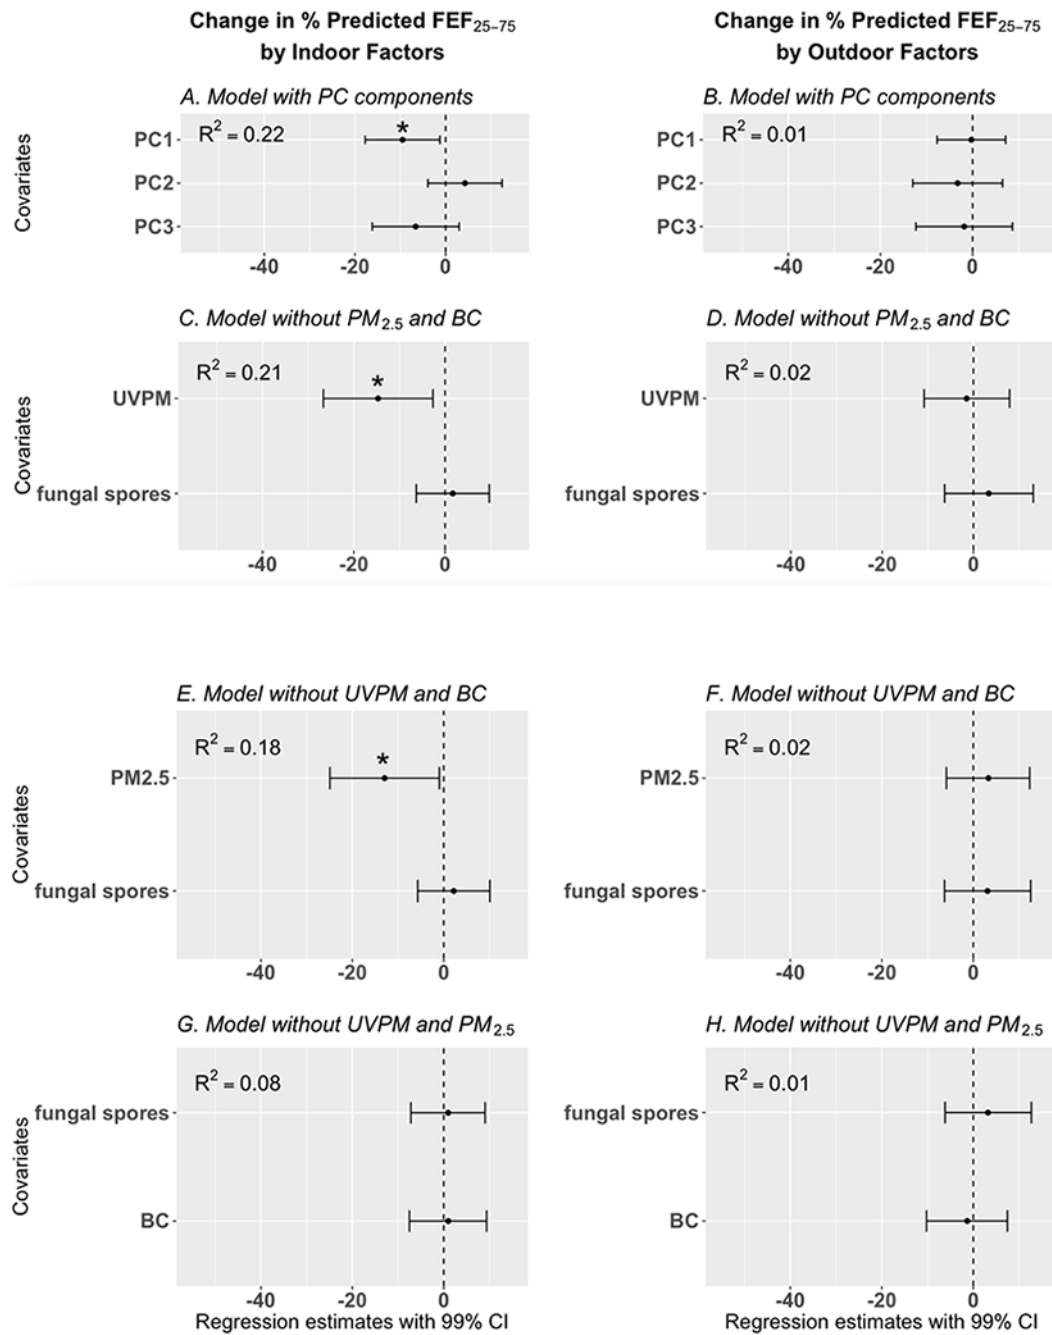 Change in % Predicted FEF25–75
by Indoor Factors
Change in % Predicted FEF25–75
by Outdoor Factors
A. Model with PC components
Covariates
R2 = 0.22
*
PC1
PC2
PC3
-40 -20 0
B. Model with PC components
R2 = 0.01
PC1
PC2
PC3
-40 -20 0
C. Model without PM2.5 and BC
Covariates
R2 = 0.21
*
UVPM
fungal spores
-40 -20 0
D. Model without PM2.5 and BC
R2 = 0.02
UVPM
fungal spores
-40 -20 0
E. Model without UVPM and BC
Covariates
R2 = 0.18
*
PM2.5
fungal spores
-40 -20 0
F. Model without UVPM and BC
R2 = 0.02
PM2.5
fungal spores
-40 -20 0
G. Model without UVPM and PM2.5
Covariates
R2 = 0.08
fungal spores
BC
-40 -20 0
Regression estimates with 99% CI
H. Model without UVPM and PM2.5
R2 = 0.01
fungal spores
BC
-40 -20 0
Regression estimates with 99% CI